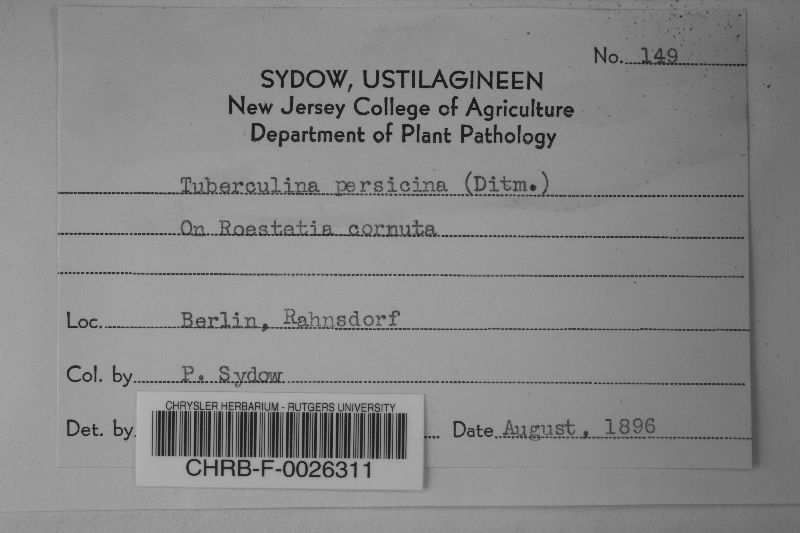 No. 149
SYDOW, USTILAGINEEN
New Jersey College of Agriculture
Department of Plant Pathology
Tuberculina persicina (Ditm.)
On Roestetia cornuta
Loc. Berlin, Rahnsdorf
Col. by P. Sydow
Det. by Date August, 1896
CHRYSLER HERBARIUM - RUTGERS UNIVERSITY
CHRB-F-0026311